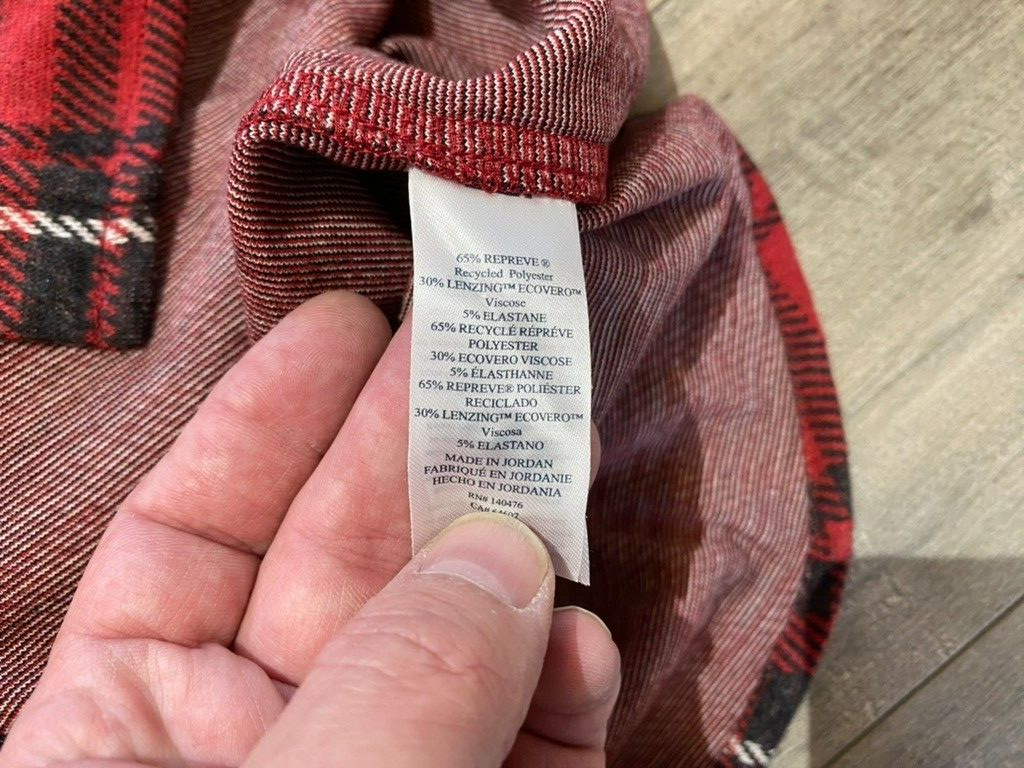 65% REPREVE ®
Recycled Polyester
30% LENZING™ ECOVERO™
Viscose
5% ELASTANE
65% RECYCLÉ RÉPRÉVE
POLYESTER
30% ECOVERO VISCOSE
5% ÉLASTHANNE
65% REPREVE® POLIÉSTER
RECICLADO
30% LENZING™ ECOVERO™
Viscosa
5% ELASTANO
MADE IN JORDAN
FABRIQUÉ EN JORDANIE
HECHO EN JORDANIA
RN# 140476
CA#